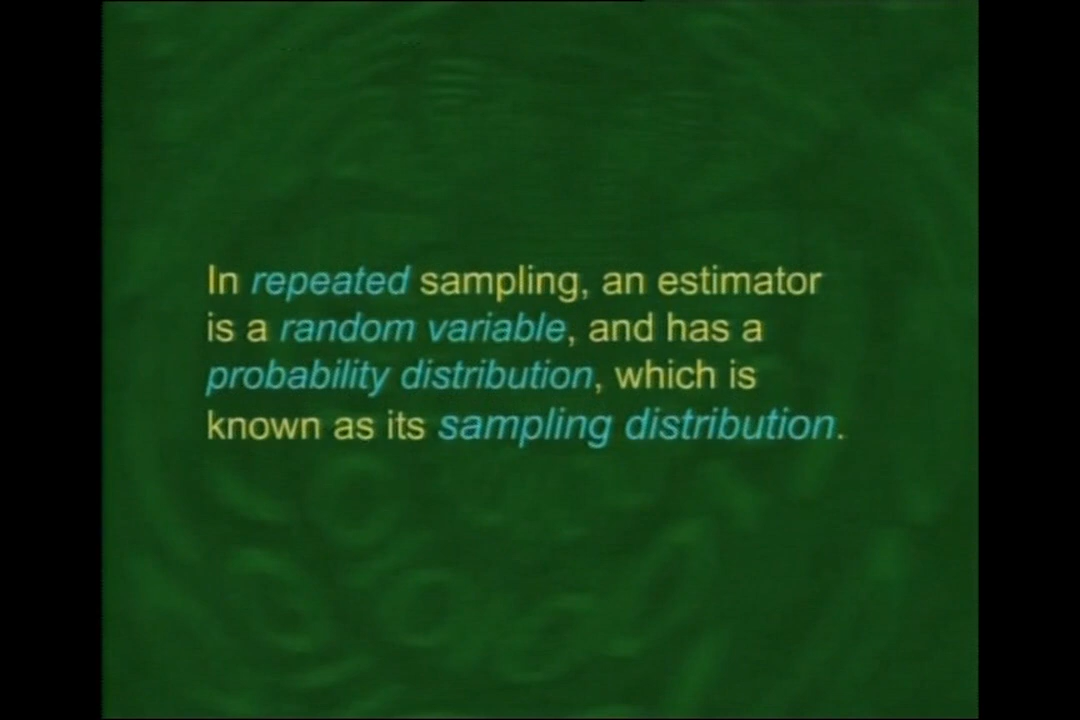 In repeated sampling, an estimator
is a random variable, and has a
probability distribution, which is
known as its sampling distribution.